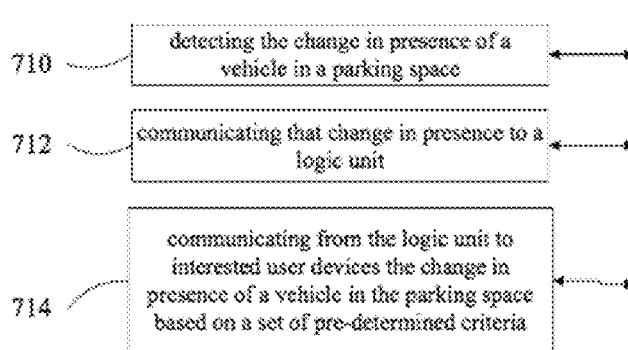 710
detecting the change in presence of a
vehicle in a parking space
712
communicating that change in presence to a
logic unit
714
communicating from the logic unit to
interested user devices the change in
presence of a vehicle in the parking space
based on a set of pre-determined criteria